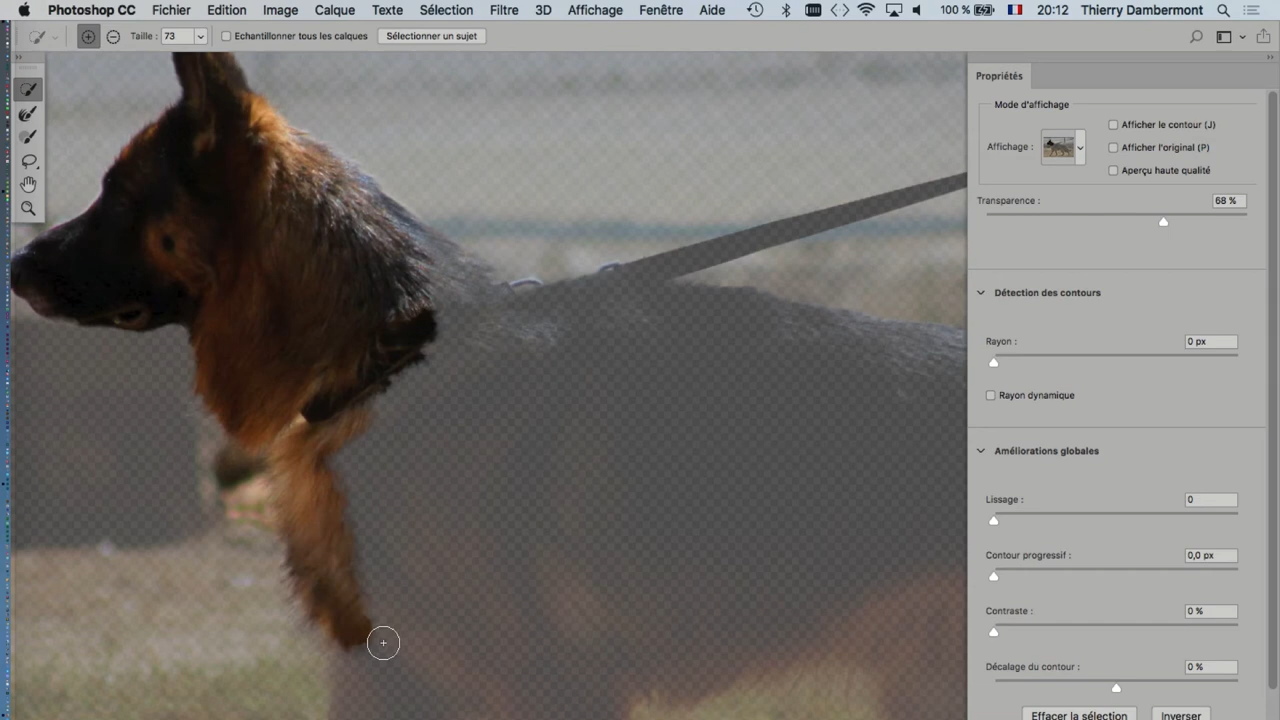 Photoshop CC Fichier Edition Image Calque Texte Sélection Filtre 3D Affichage Fenêtre Aide 100 % 20:12 Thierry Dambermont
Taille : 73 Echantillonner tous les calques Sélectionner un sujet
Propriétés
Mode d'affichage
Affichage :
Afficher le contour (J)
Afficher l'original (P)
Aperçu haute qualité
Transparence : 68 %
Détection des contours
Rayon : 0 px
Rayon dynamique
Améliorations globales
Lissage : 0
Contour progressif : 0,0 px
Contraste : 0 %
Décalage du contour : 0 %
Effacer la sélection Inverser